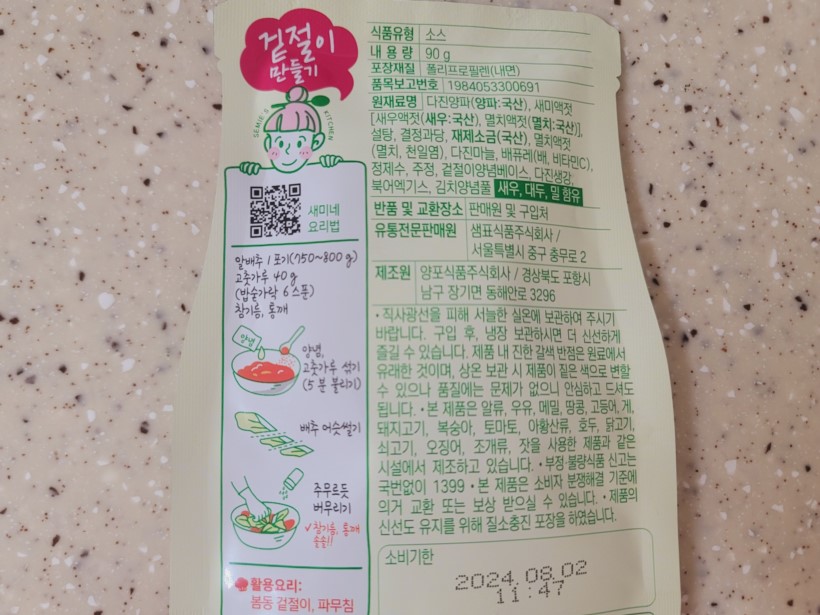 겉절이
만들기
SEMIE'S KITCHEN
새미네
요리법
알배추 1포기(750~800g)
고춧가루 40g
(밥숟가락 6스푼)
참기름, 통깨
양념
양념,
고춧가루 섞기
(5분 불리기)
배추 어슷썰기
주무르듯
버무리기
✓참기름, 통깨
솔솔!!
활용요리:
봄동 겉절이, 파무침
식품유형 소스
내용량 90 g
포장재질 폴리프로필렌(내면)
품목보고번호 1984053300691
원재료명 다진양파(양파:국산), 새미액젓
[새우액젓(새우:국산), 멸치액젓(멸치:국산)],
설탕, 결정과당, 재제소금(국산), 멸치액젓
(멸치, 천일염), 다진마늘, 배퓨레(배, 비타민C),
정제수, 주정, 겉절이양념베이스, 다진생강,
북어엑기스, 김치양념풀 새우, 대두, 밀 함유
반품 및 교환장소 판매원 및 구입처
유통전문판매원 샘표식품주식회사 /
서울특별시 중구 충무로 2
제조원 양포식품주식회사 / 경상북도 포항시
남구 장기면 동해안로 3296
• 직사광선을 피해 서늘한 실온에 보관하여 주시기
바랍니다. 구입 후, 냉장 보관하시면 더 신선하게
즐길 수 있습니다. 제품 내 진한 갈색 반점은 원료에서
유래한 것이며, 상온 보관 시 제품이 짙은 색으로 변할
수 있으나 품질에는 문제가 없으니 안심하고 드셔도
됩니다. • 본 제품은 알류, 우유, 메밀, 땅콩, 고등어, 게,
돼지고기, 복숭아, 토마토, 아황산류, 호두, 닭고기,
쇠고기, 오징어, 조개류, 잣을 사용한 제품과 같은
시설에서 제조하고 있습니다. • 부정·불량식품 신고는
국번없이 1399 • 본 제품은 소비자 분쟁해결 기준에
의거 교환 또는 보상 받으실 수 있습니다. • 제품의
신선도 유지를 위해 질소충진 포장을 하였습니다.
소비기한
2024.08.02
11:47